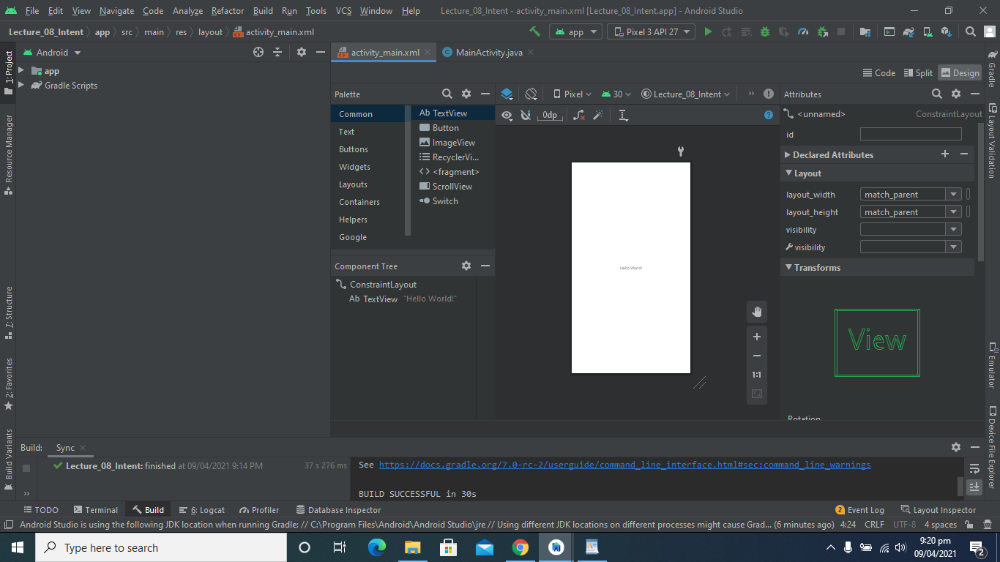 File Edit View Navigate Code Analyze Refactor Build Run Tools VCS Window Help Lecture_08_Intent - activity_main.xml [Lecture_08_Intent.app] - Android Studio
Lecture_08_Intent app src main res layout activity_main.xml app Pixel 3 API 27
1: Project
Resource Manager
7: Structure
2: Favorites
Build Variants
Android
app
Gradle Scripts
activity_main.xml MainActivity.java
Code Split Design
Palette
Common
Text
Buttons
Widgets
Layouts
Containers
Helpers
Google
Ab TextView
Button
ImageView
RecyclerVi...
<fragment>
ScrollView
Switch
Component Tree
ConstraintLayout
Ab TextView "Hello World!"
Pixel 30 Lecture_08_Intent
0dp
Hello World!
1:1
Attributes
<unnamed> ConstraintLayout
id
Declared Attributes
Layout
layout_width match_parent
layout_height match_parent
visibility
visibility
Transforms
View
Rotation
Gradle
Layout Validation
Emulator
Device File Explorer
Build: Sync
Lecture_08_Intent: finished at 09/04/2021 9:14 PM 37 s 276 ms
See https://docs.gradle.org/7.0-rc-2/userguide/command_line_interface.html#sec:command_line_warnings
BUILD SUCCESSFUL in 30s
TODO Terminal Build 6: Logcat Profiler Database Inspector 2 Event Log Layout Inspector
Android Studio is using the following JDK location when running Gradle: // C:\Program Files\Android\Android Studio\jre // Using different JDK locations on different processes might cause Grad... (6 minutes ago) 4:24 CRLF UTF-8 4 spaces
Type here to search
9:20 pm
09/04/2021
2